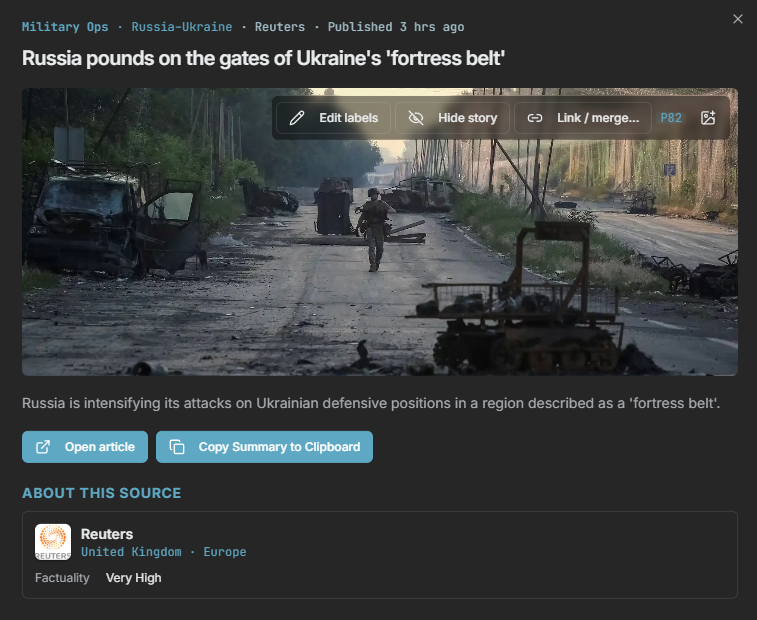 Military Ops · Russia-Ukraine · Reuters · Published 3 hrs ago
Russia pounds on the gates of Ukraine's 'fortress belt'
Edit labels
Hide story
Link / merge...
P82
Russia is intensifying its attacks on Ukrainian defensive positions in a region described as a 'fortress belt'.
Open article
Copy Summary to Clipboard
ABOUT THIS SOURCE
REUTERS
Reuters
United Kingdom · Europe
Factuality Very High